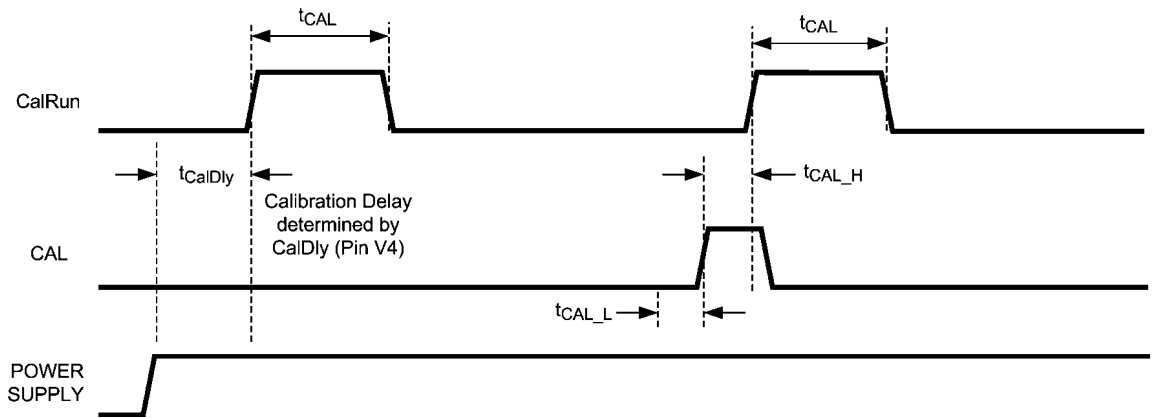 tCAL
tCAL
CalRun
tCalDly
tCAL_H
Calibration Delay
determined by
CalDly (Pin V4)
CAL
tCAL_L
POWER
SUPPLY